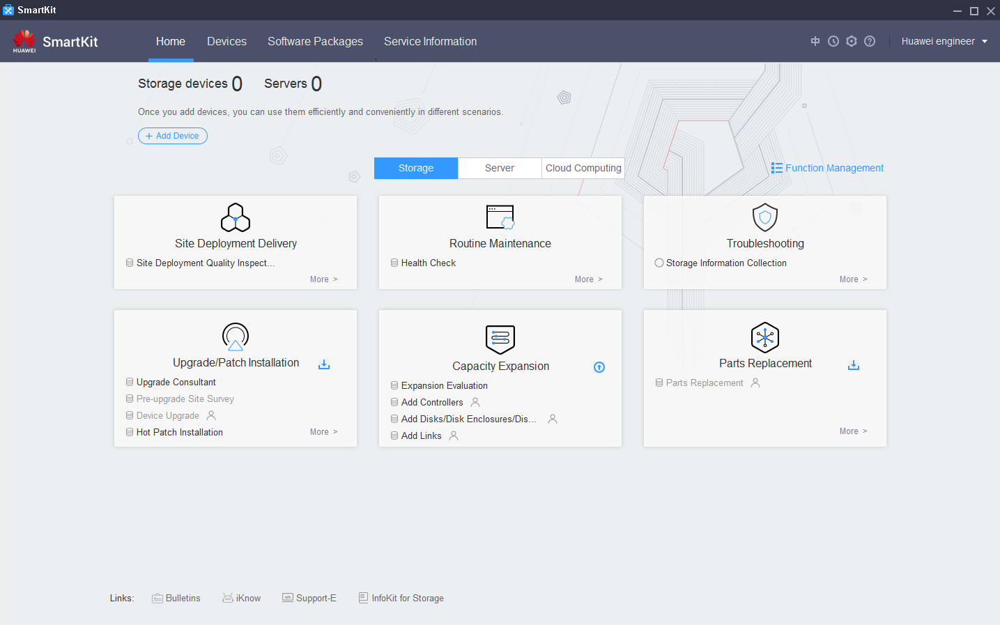 SmartKit
HUAWEI
SmartKit
Home
Devices
Software Packages
Service Information
中
Huawei engineer
Storage devices 0
Servers 0
Once you add devices, you can use them efficiently and conveniently in different scenarios.
+ Add Device
Storage
Server
Cloud Computing
Function Management
Site Deployment Delivery
Site Deployment Quality Inspect...
More >
Routine Maintenance
Health Check
More >
Troubleshooting
Storage Information Collection
More >
Upgrade/Patch Installation
Upgrade Consultant
Pre-upgrade Site Survey
Device Upgrade
Hot Patch Installation
More >
Capacity Expansion
Expansion Evaluation
Add Controllers
Add Disks/Disk Enclosures/Dis...
Add Links
Parts Replacement
Parts Replacement
More >
Links:
Bulletins
iKnow
Support-E
InfoKit for Storage